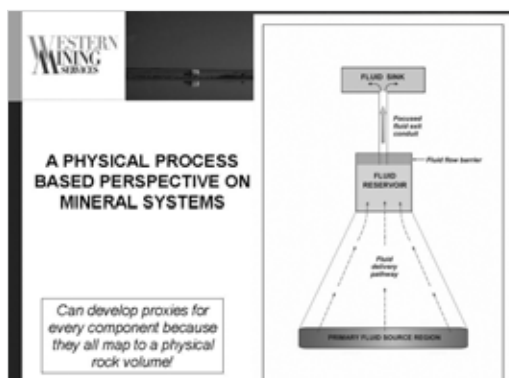 WESTERN
MINING
SERVICES
A PHYSICAL PROCESS
BASED PERSPECTIVE ON
MINERAL SYSTEMS
Can develop proxies for
every component because
they all map to a physical
rock volume!
FLUID SINK
Focused
fluid exit
conduit
Fluid flow barrier
FLUID
RESERVOIR
Fluid
delivery
pathway
PRIMARY FLUID SOURCE REGION